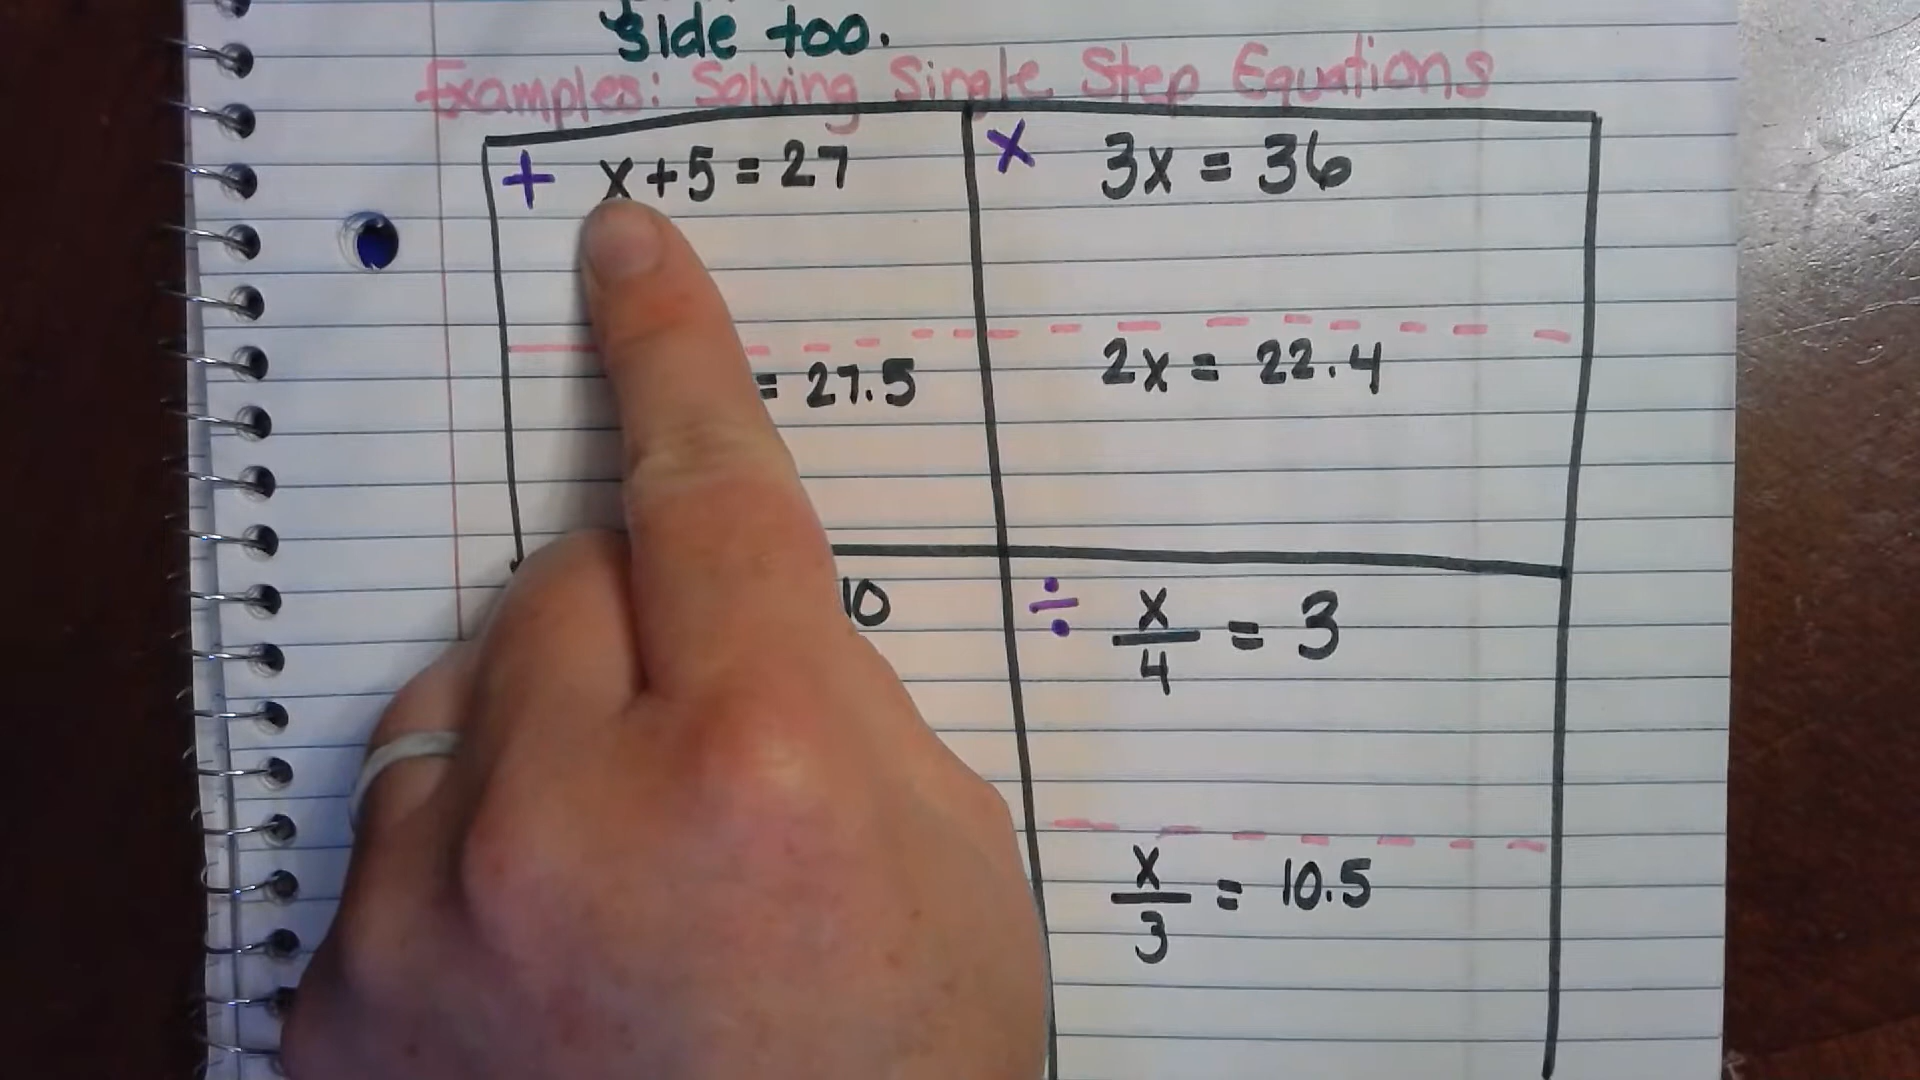 side too.
Examples: Solving Single Step Equations
+ x+5=27
= 27.5
10
× 3x = 36
2x = 22.4
÷ x/4 = 3
x/3 = 10.5